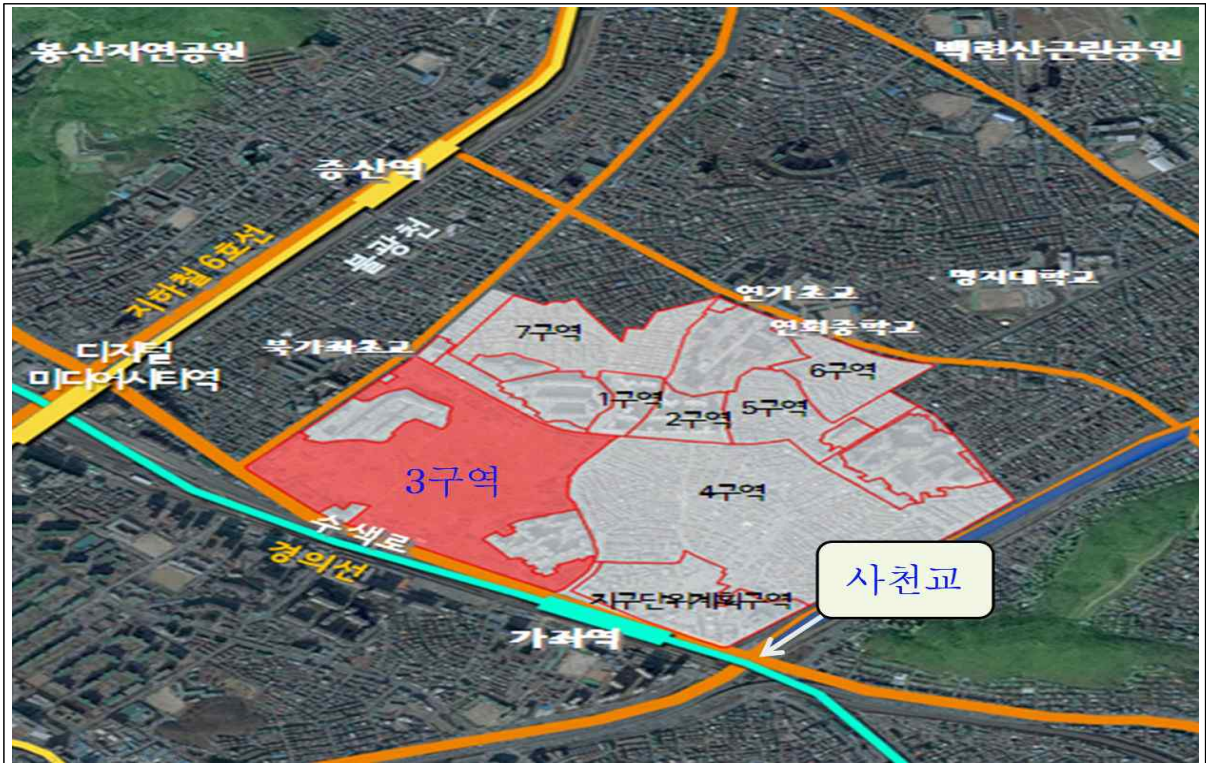 봉산자연공원
백련산근린공원
증산역
불광천
지하철 6호선
명지대학교
연가초교
연희중학교
7구역
북가좌초교
디지털
미디어시티역
6구역
1구역
5구역
2구역
3구역
4구역
수색로
경의선
사천교
지구단위계획구역
가좌역